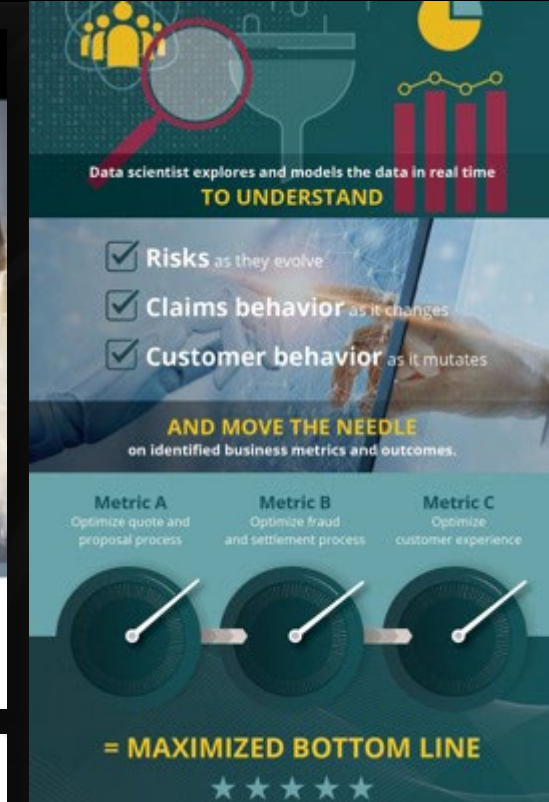 Data scientist explores and models the data in real time
TO UNDERSTAND
Risks as they evolve
Claims behavior as it changes
Customer behavior as it mutates
AND MOVE THE NEEDLE
on identified business metrics and outcomes.
Metric A
Optimize quote and
proposal process
Metric B
Optimize fraud
and settlement process
Metric C
Optimize
customer experience
= MAXIMIZED BOTTOM LINE